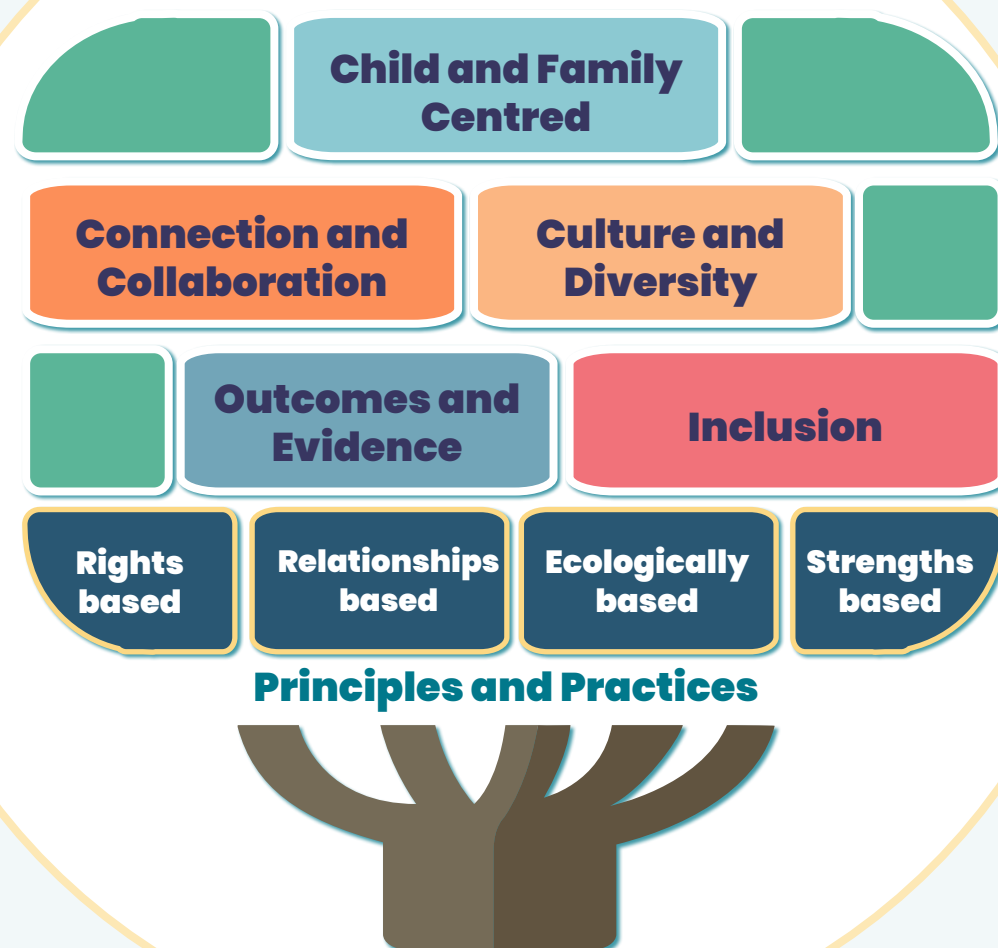 Child and Family
Centred
Connection and
Collaboration
Culture and
Diversity
Outcomes and
Evidence
Inclusion
Rights
based
Relationships
based
Ecologically
based
Strengths
based
Principles and Practices